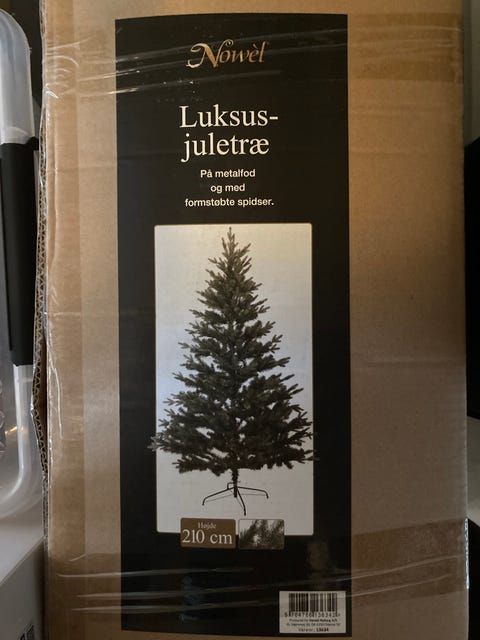 Nowèl
Luksus-
juletræ
På metalfod
og med
formstøbte spidser.
Højde
210 cm